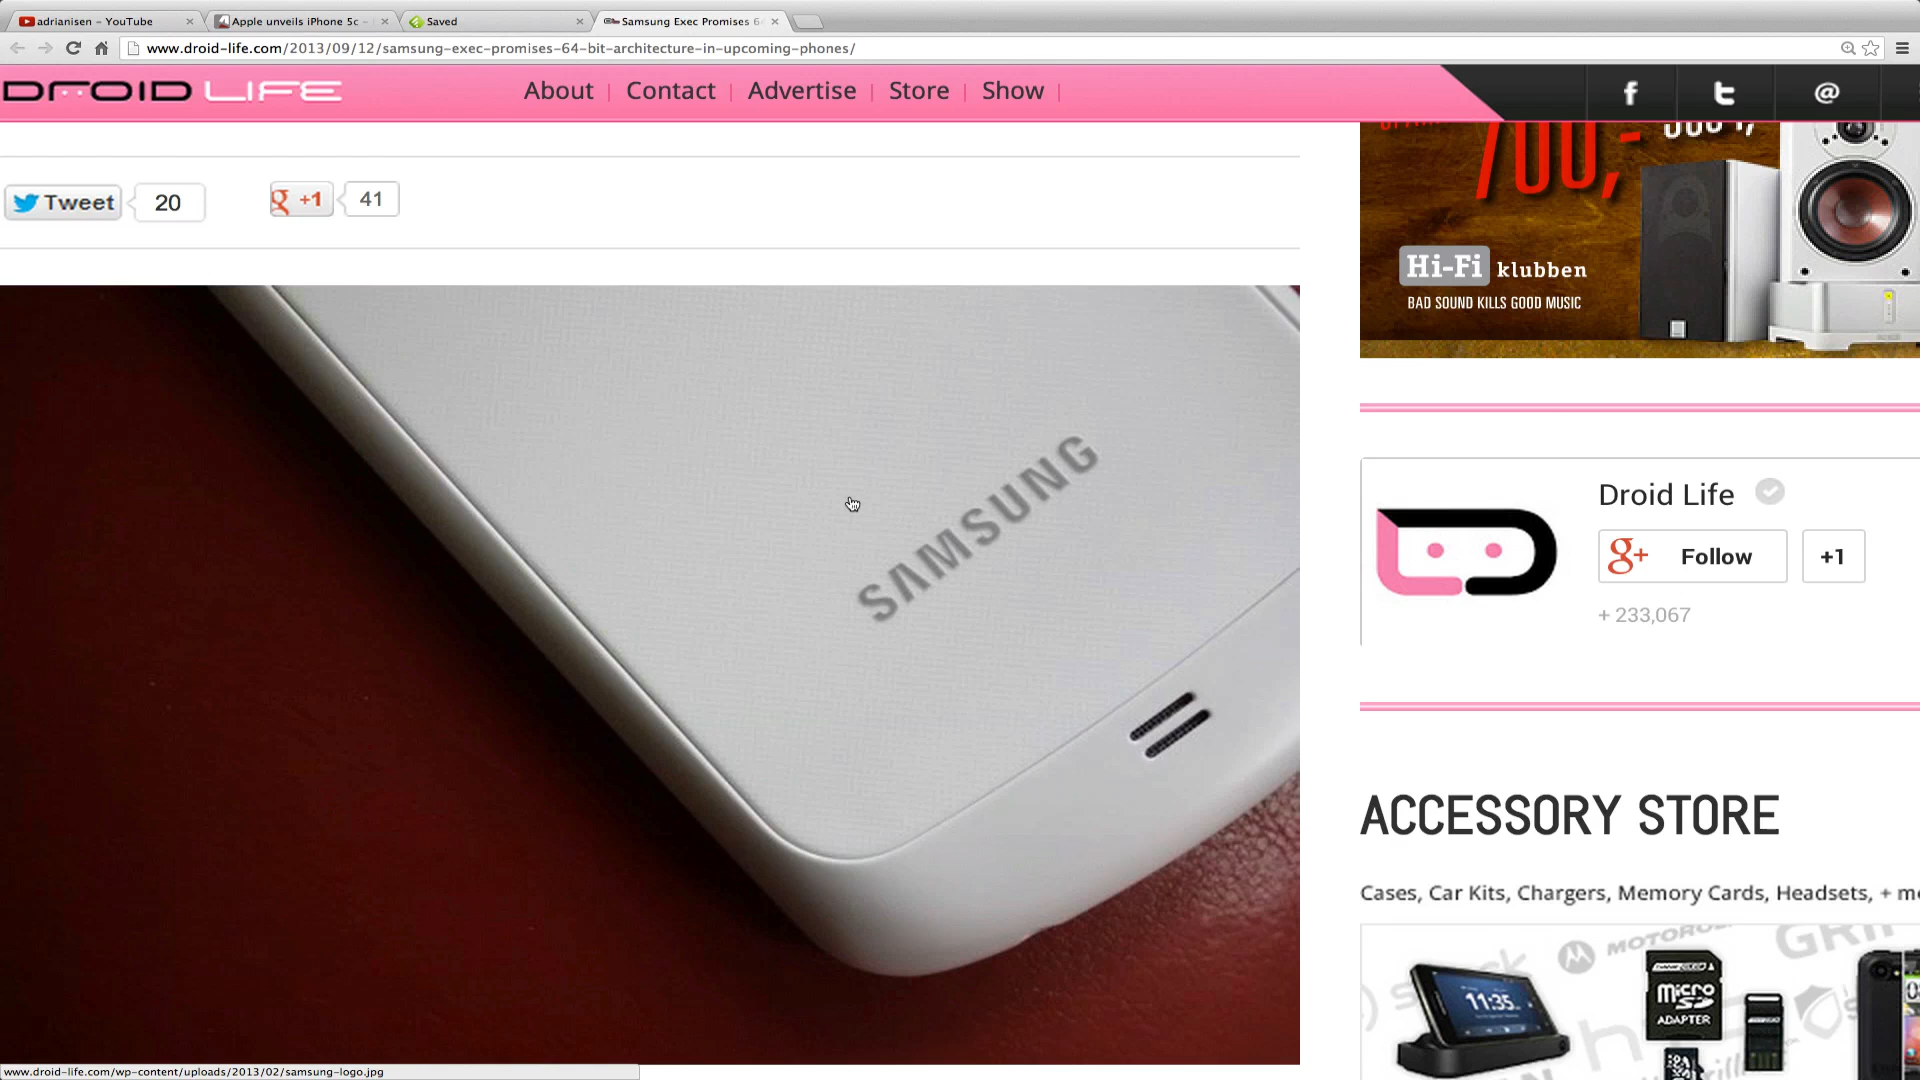 adrianisen – YouTube
Apple unveils iPhone 5c –
Saved
Samsung Exec Promises 6
www.droid-life.com/2013/09/12/samsung-exec-promises-64-bit-architecture-in-upcoming-phones/
DROID LIFE
About | Contact | Advertise | Store | Show |
f
t
@
700,-
Tweet
20
+1
41
Hi-Fi klubben
BAD SOUND KILLS GOOD MUSIC
SAMSUNG
Droid Life
g+ Follow
+1
+ 233,067
ACCESSORY STORE
Cases, Car Kits, Chargers, Memory Cards, Headsets, +
11:35
micro
ADAPTER
www.droid-life.com/wp-content/uploads/2013/02/samsung-logo.jpg